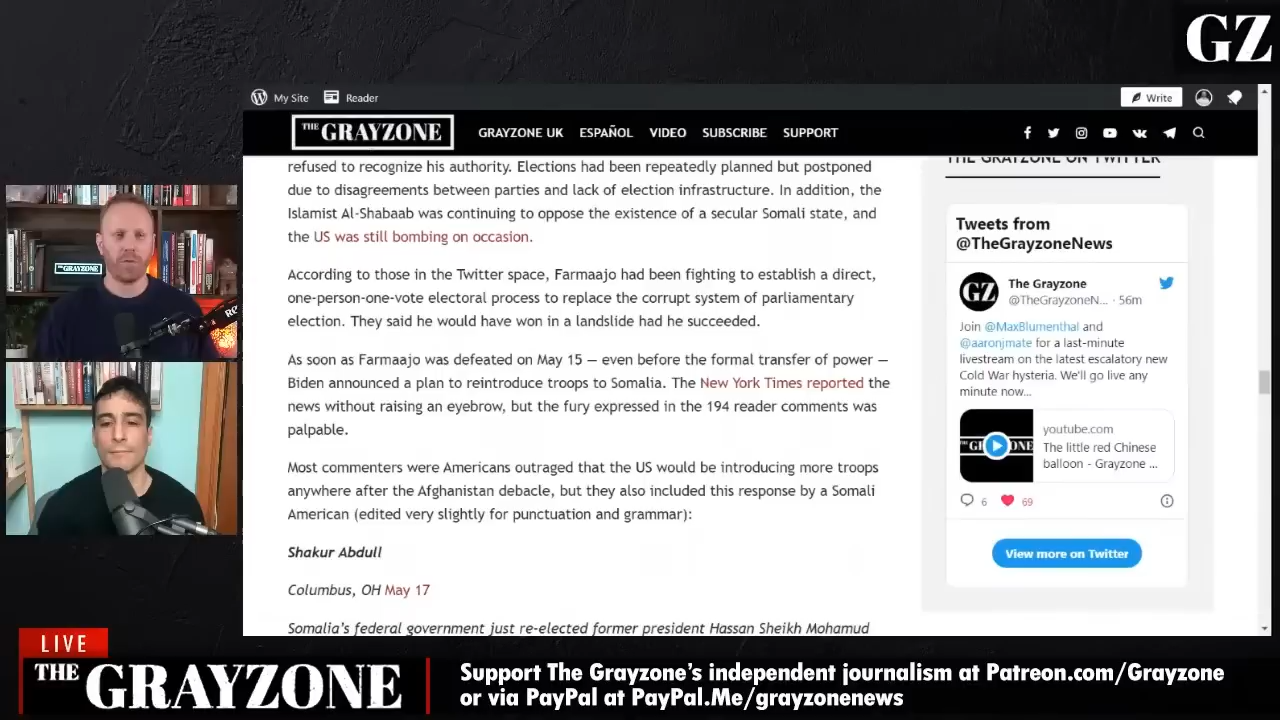 GZ
My Site Reader Write
THE GRAYZONE GRAYZONE UK ESPAÑOL VIDEO SUBSCRIBE SUPPORT
refused to recognize his authority. Elections had been repeatedly planned but postponed
due to disagreements between parties and lack of election infrastructure. In addition, the
Islamist Al-Shabaab was continuing to oppose the existence of a secular Somali state, and
the US was still bombing on occasion.
According to those in the Twitter space, Farmaajo had been fighting to establish a direct,
one-person-one-vote electoral process to replace the corrupt system of parliamentary
election. They said he would have won in a landslide had he succeeded.
As soon as Farmaajo was defeated on May 15 — even before the formal transfer of power —
Biden announced a plan to reintroduce troops to Somalia. The New York Times reported the
news without raising an eyebrow, but the fury expressed in the 194 reader comments was
palpable.
Most commenters were Americans outraged that the US would be introducing more troops
anywhere after the Afghanistan debacle, but they also included this response by a Somali
American (edited very slightly for punctuation and grammar):
Shakur Abdull
Columbus, OH May 17
Somalia's federal government just re-elected former president Hassan Sheikh Mohamud
THE GRAYZONE ON TWITTER
Tweets from
@TheGrayzoneNews
GZ
The Grayzone
@TheGrayzoneN... · 56m
Join @MaxBlumenthal and
@aaronjmate for a last-minute
livestream on the latest escalatory new
Cold War hysteria. We'll go live any
minute now...
youtube.com
The little red Chinese
balloon - Grayzone ...
6 69
View more on Twitter
THE GRAYZONE
LIVE
THE GRAYZONE
Support The Grayzone's independent journalism at Patreon.com/Grayzone
or via PayPal at PayPal.Me/grayzonenews